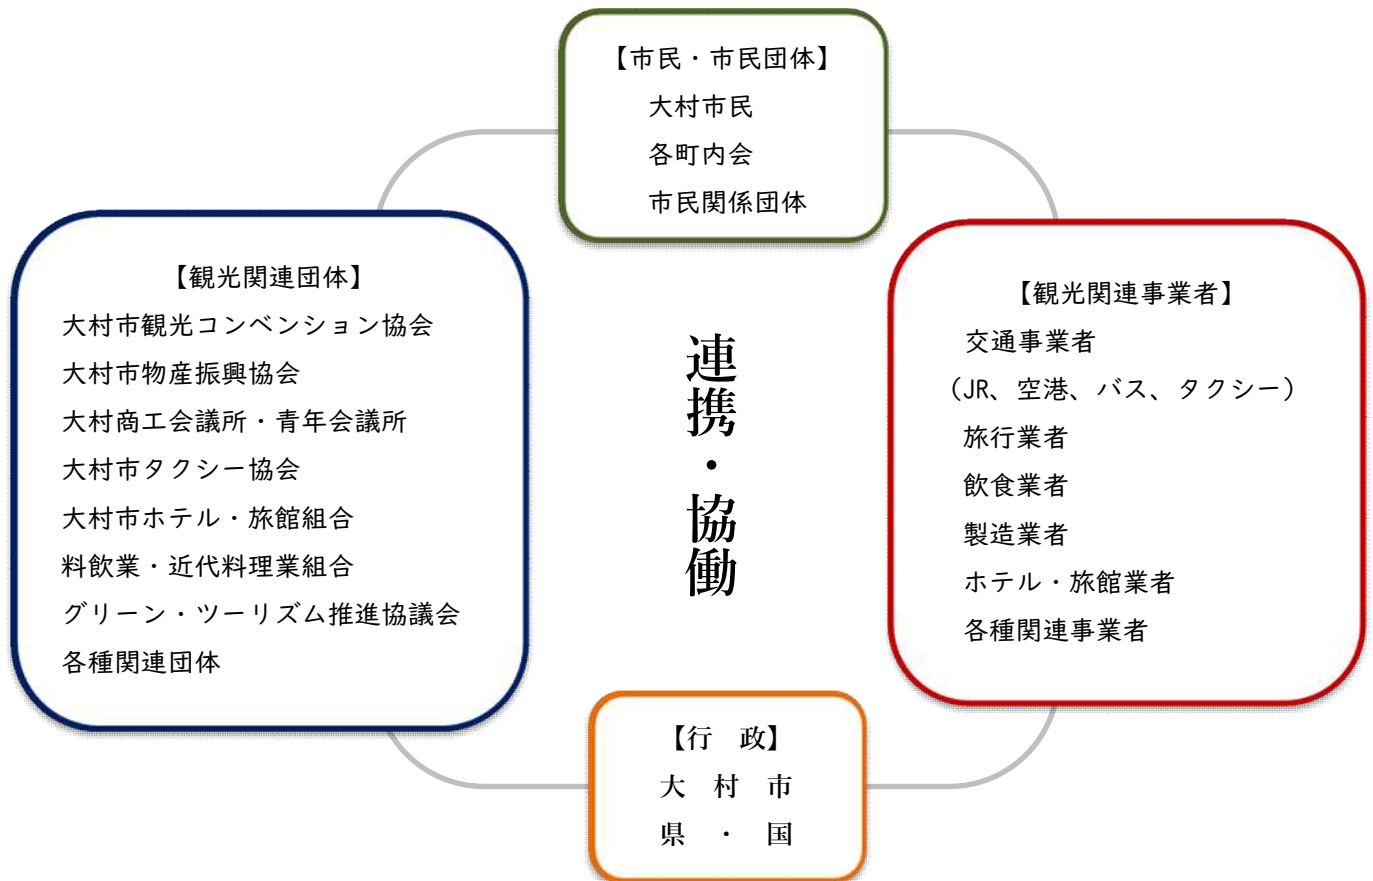 【市民・市民団体】
大村市民
各町内会
市民関係団体
【観光関連団体】
大村市観光コンベンション協会
大村市物産振興協会
大村商工会議所・青年会議所
大村市タクシー協会
大村市ホテル・旅館組合
料飲業・近代料理業組合
グリーン・ツーリズム推進協議会
各種関連団体
連携・協働
【観光関連事業者】
交通事業者
（JR、空港、バス、タクシー）
旅行業者
飲食業者
製造業者
ホテル・旅館業者
各種関連事業者
【行　政】
大　村　市
県　・　国